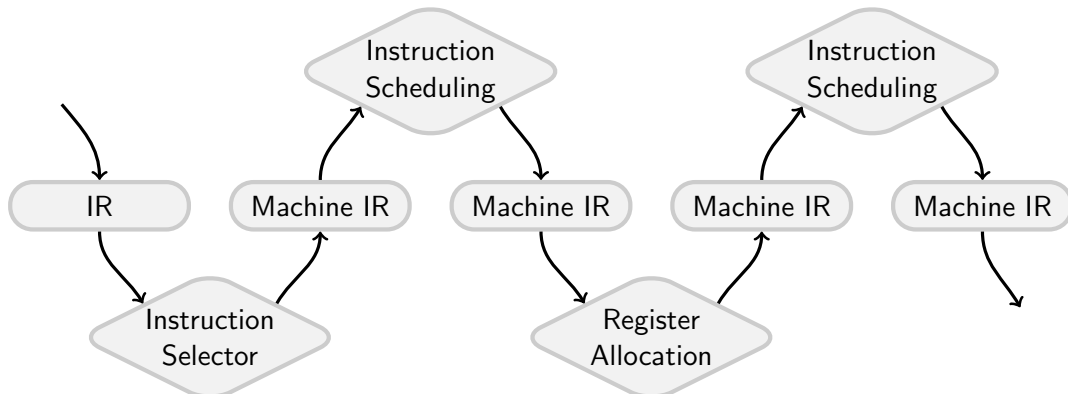 Instruction
Scheduling
Instruction
Scheduling
IR
Machine IR
Machine IR
Machine IR
Machine IR
Instruction
Selector
Register
Allocation